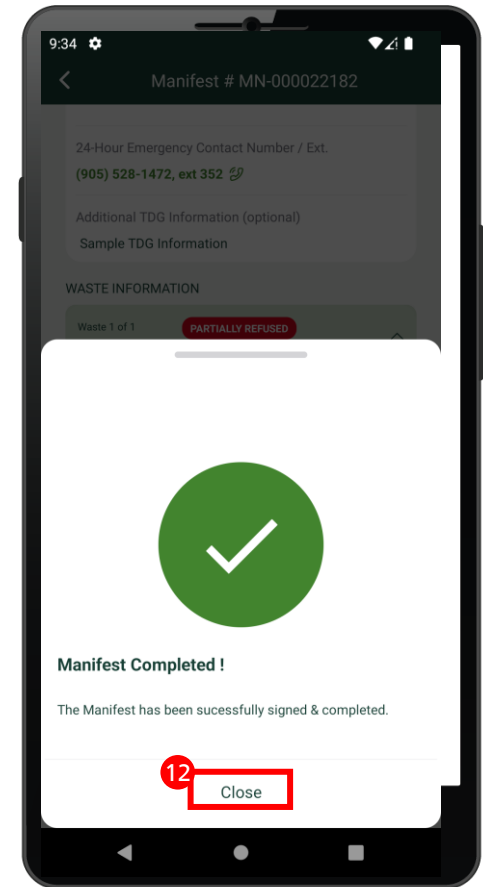 9:34
Manifest # MN-000022182
24-Hour Emergency Contact Number / Ext.
(905) 528-1472, ext 352
Additional TDG Information (optional)
Sample TDG Information
WASTE INFORMATION
Waste 1 of 1 PARTIALLY REFUSED
Manifest Completed !
The Manifest has been sucessfully signed & completed.
12
Close